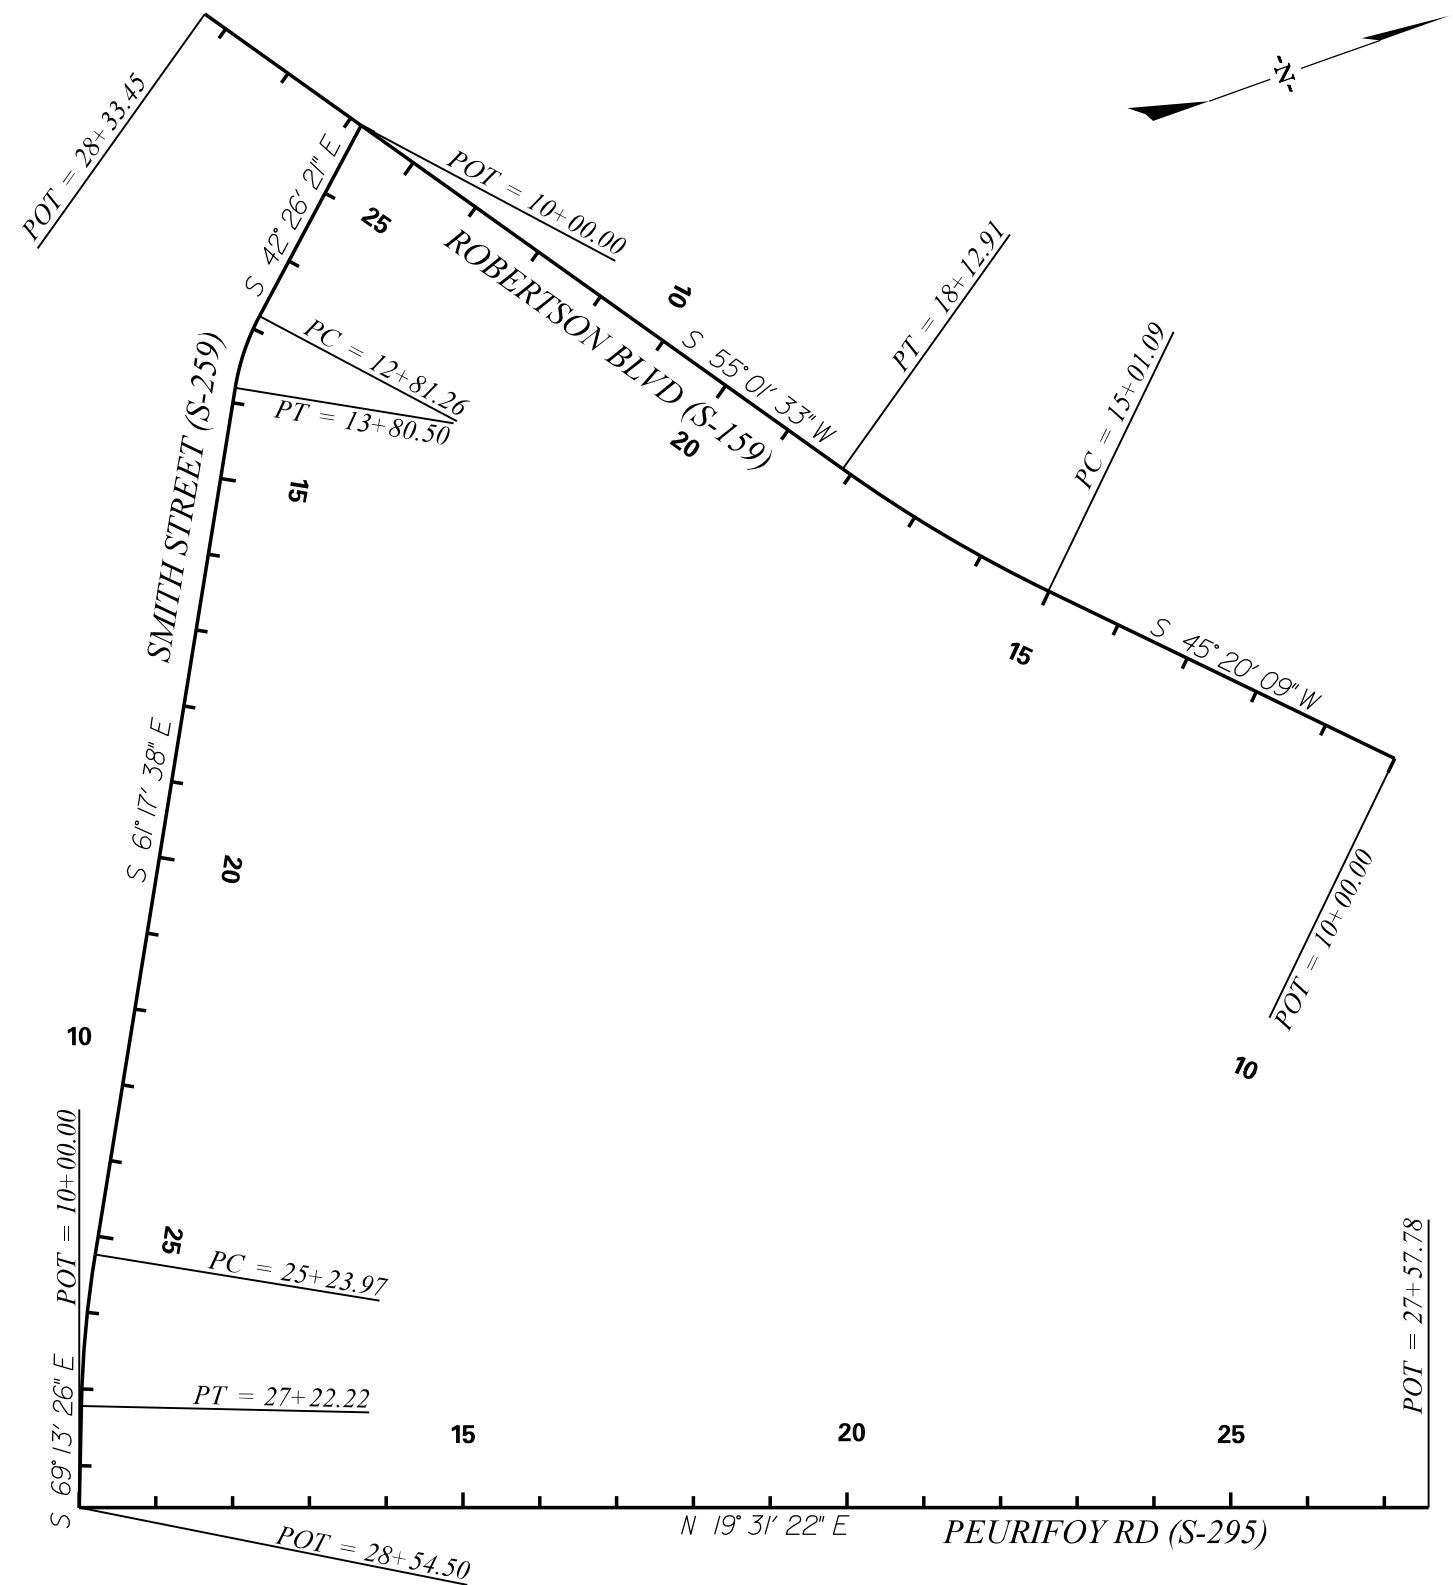 -N-
POT = 28+33.45
S 42° 26' 21" E
POT = 10+00.00
25
ROBERTSON BLVD (S-159)
10
S 55° 01' 33" W
PT = 18+12.91
PC = 15+01.09
PC = 12+81.26
PT = 13+80.50
SMITH STREET (S-259)
20
15
15
S 45° 20' 09" W
S 61° 17' 38" E
20
POT = 10+00.00
10
10
POT = 10+00.00
25
PC = 25+23.97
POT = 27+57.78
S 69° 13' 26" E
PT = 27+22.22
15
20
25
N 19° 31' 22" E
PEURIFOY RD (S-295)
POT = 28+54.50